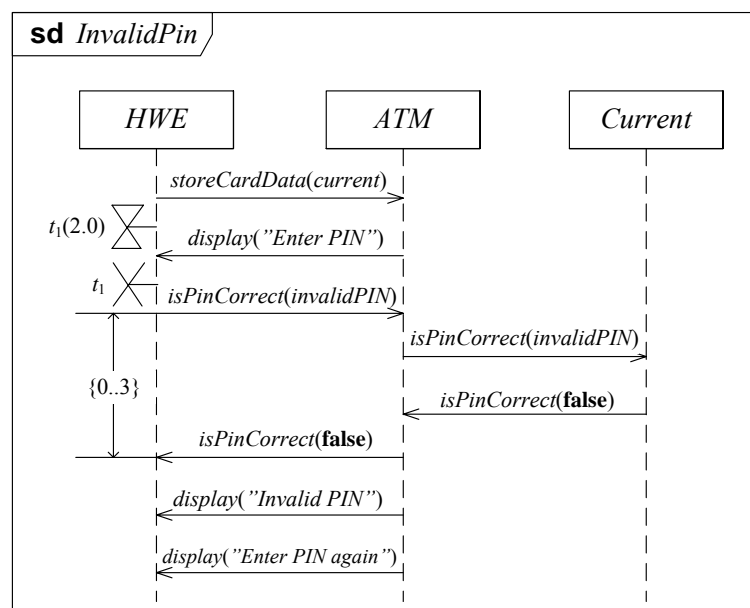 sd InvalidPin
HWE
ATM
Current
storeCardData(current)
t1(2.0)
display(”Enter PIN”)
t1
isPinCorrect(invalidPIN)
isPinCorrect(invalidPIN)
{0..3}
isPinCorrect(false)
isPinCorrect(false)
display(”Invalid PIN”)
display(”Enter PIN again”)